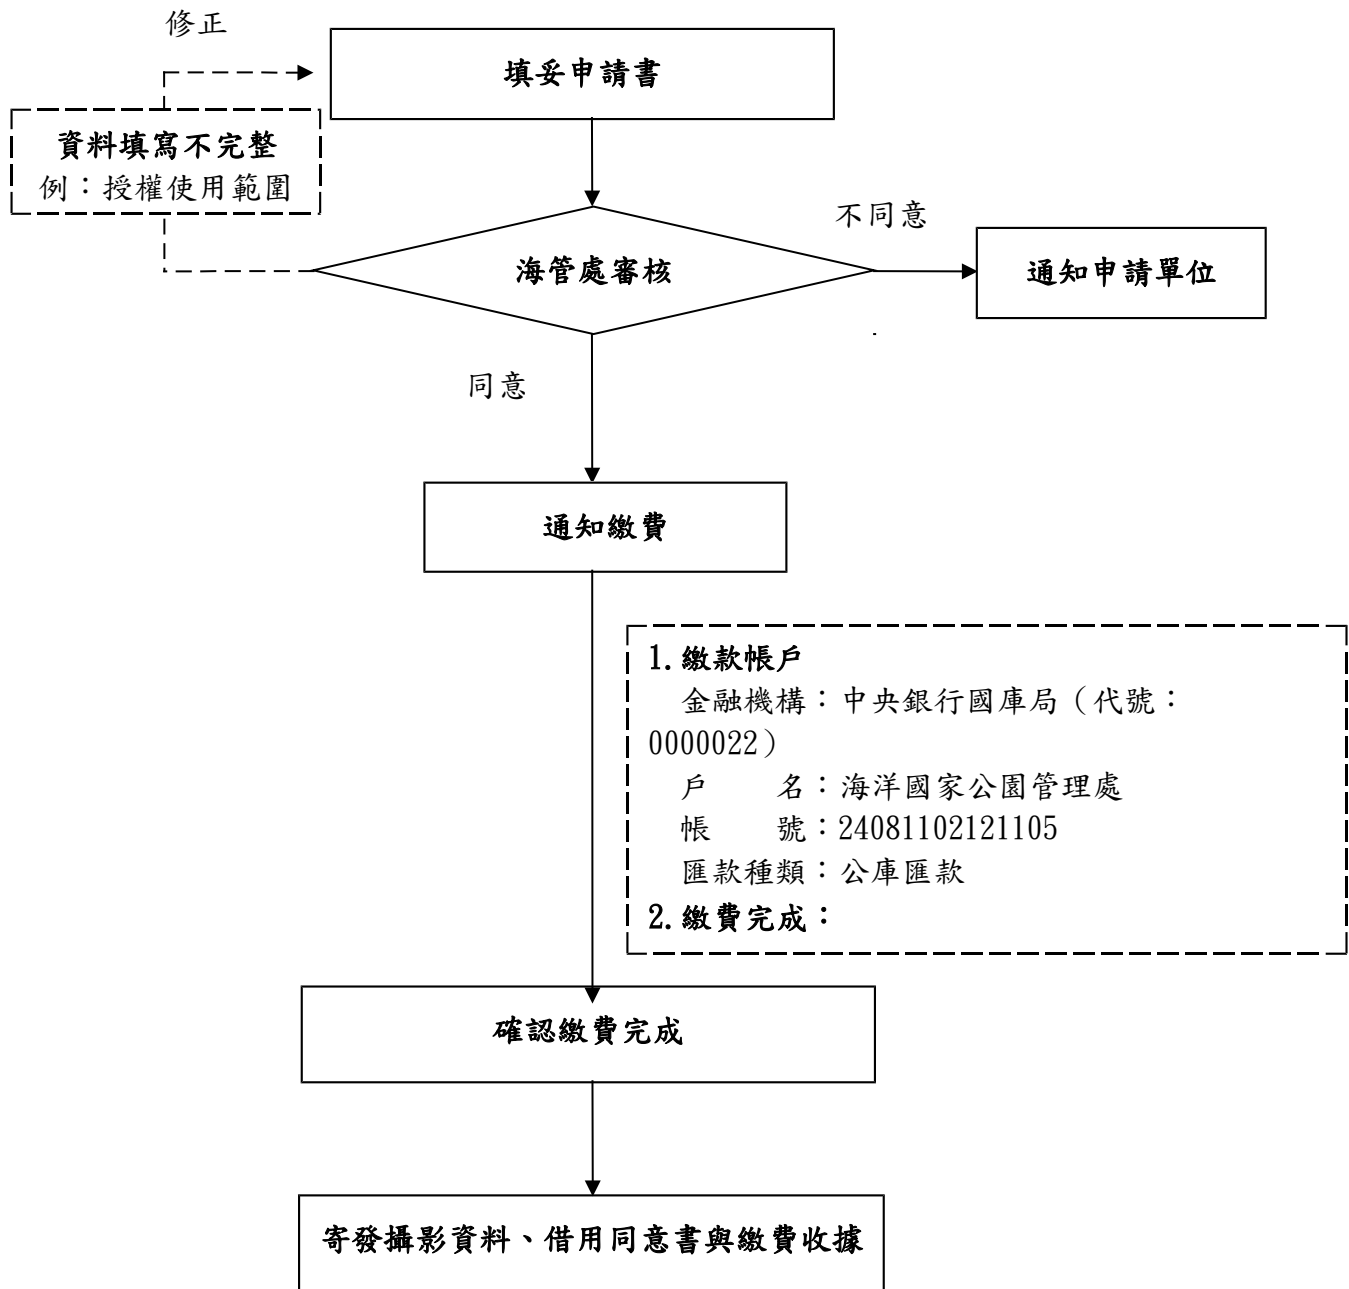 修正
填妥申請書
資料填寫不完整
例：授權使用範圍
不同意
海管處審核
通知申請單位
同意
通知繳費
1.繳款帳戶
金融機構：中央銀行國庫局（代號：
0000022）
戶　　名：海洋國家公園管理處
帳　　號：24081102121105
匯款種類：公庫匯款
2.繳費完成：
確認繳費完成
寄發攝影資料、借用同意書與繳費收據